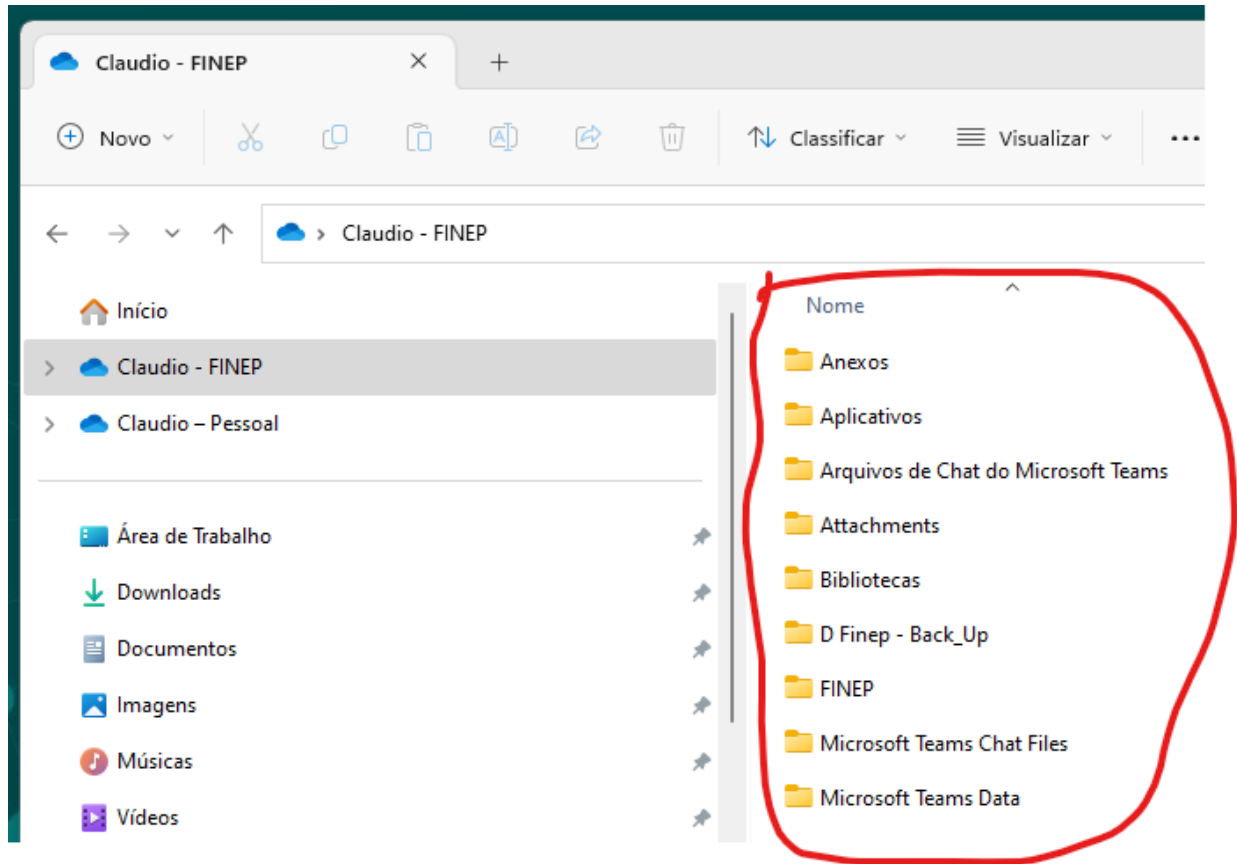 Claudio - FINEP
Novo
Classificar
Visualizar
Claudio - FINEP
Início
Claudio - FINEP
Claudio – Pessoal
Área de Trabalho
Downloads
Documentos
Imagens
Músicas
Vídeos
Nome
Anexos
Aplicativos
Arquivos de Chat do Microsoft Teams
Attachments
Bibliotecas
D Finep - Back_Up
FINEP
Microsoft Teams Chat Files
Microsoft Teams Data